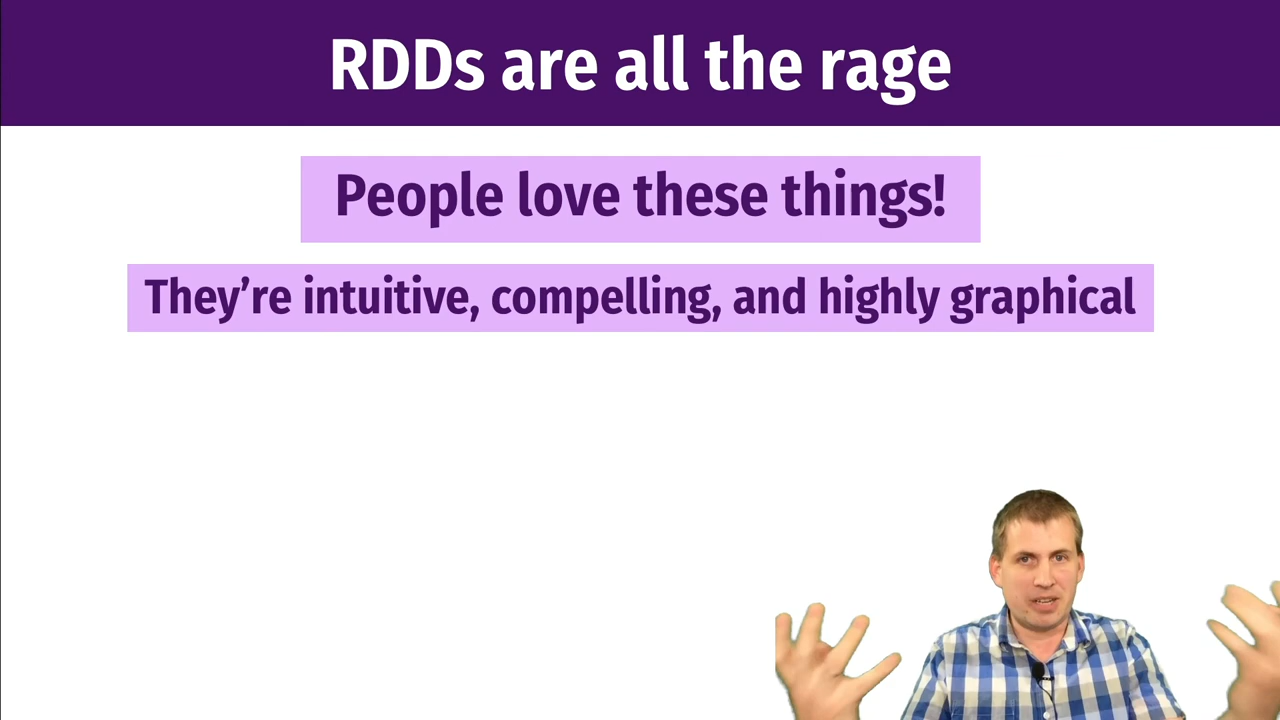 RDDs are all the rage
People love these things!
They’re intuitive, compelling, and highly graphical